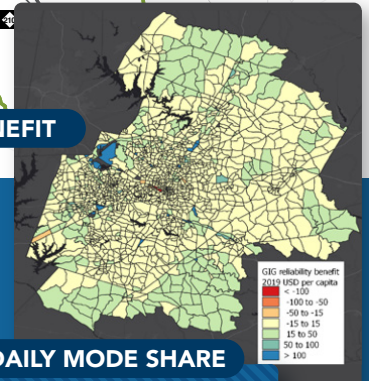 NEFIT
GIG reliability benefit
2019 USD per capita
< -100
-100 to -50
-50 to -15
-15 to 15
15 to 50
50 to 100
> 100
DAILY MODE SHARE